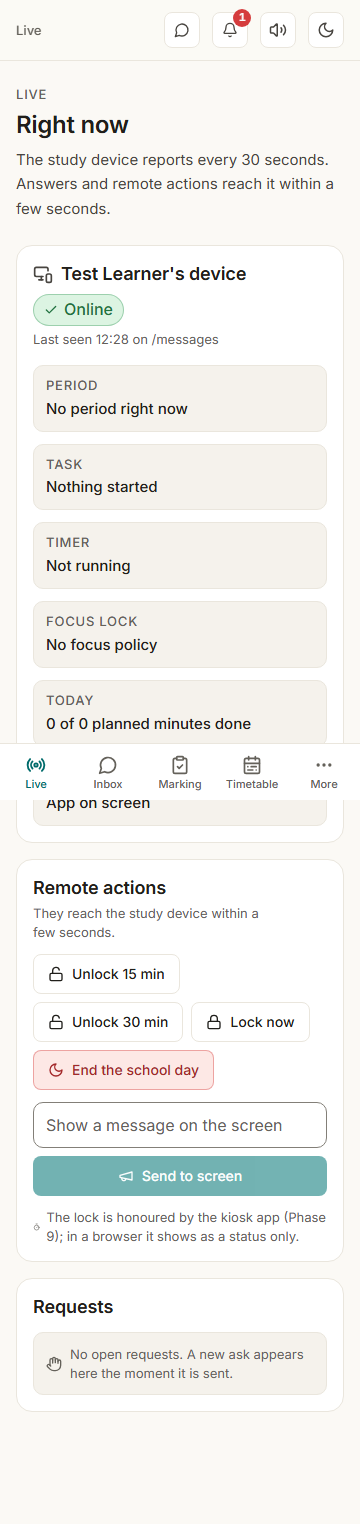 Live
1
LIVE
Right now
The study device reports every 30 seconds.
Answers and remote actions reach it within a
few seconds.
Test Learner's device
Online
Last seen 12:28 on /messages
PERIOD
No period right now
TASK
Nothing started
TIMER
Not running
FOCUS LOCK
No focus policy
TODAY
0 of 0 planned minutes done
Live
Inbox
Marking
Timetable
More
App on screen
Remote actions
They reach the study device within a
few seconds.
Unlock 15 min
Unlock 30 min
Lock now
End the school day
Show a message on the screen
Send to screen
The lock is honoured by the kiosk app (Phase
9); in a browser it shows as a status only.
Requests
No open requests. A new ask appears
here the moment it is sent.